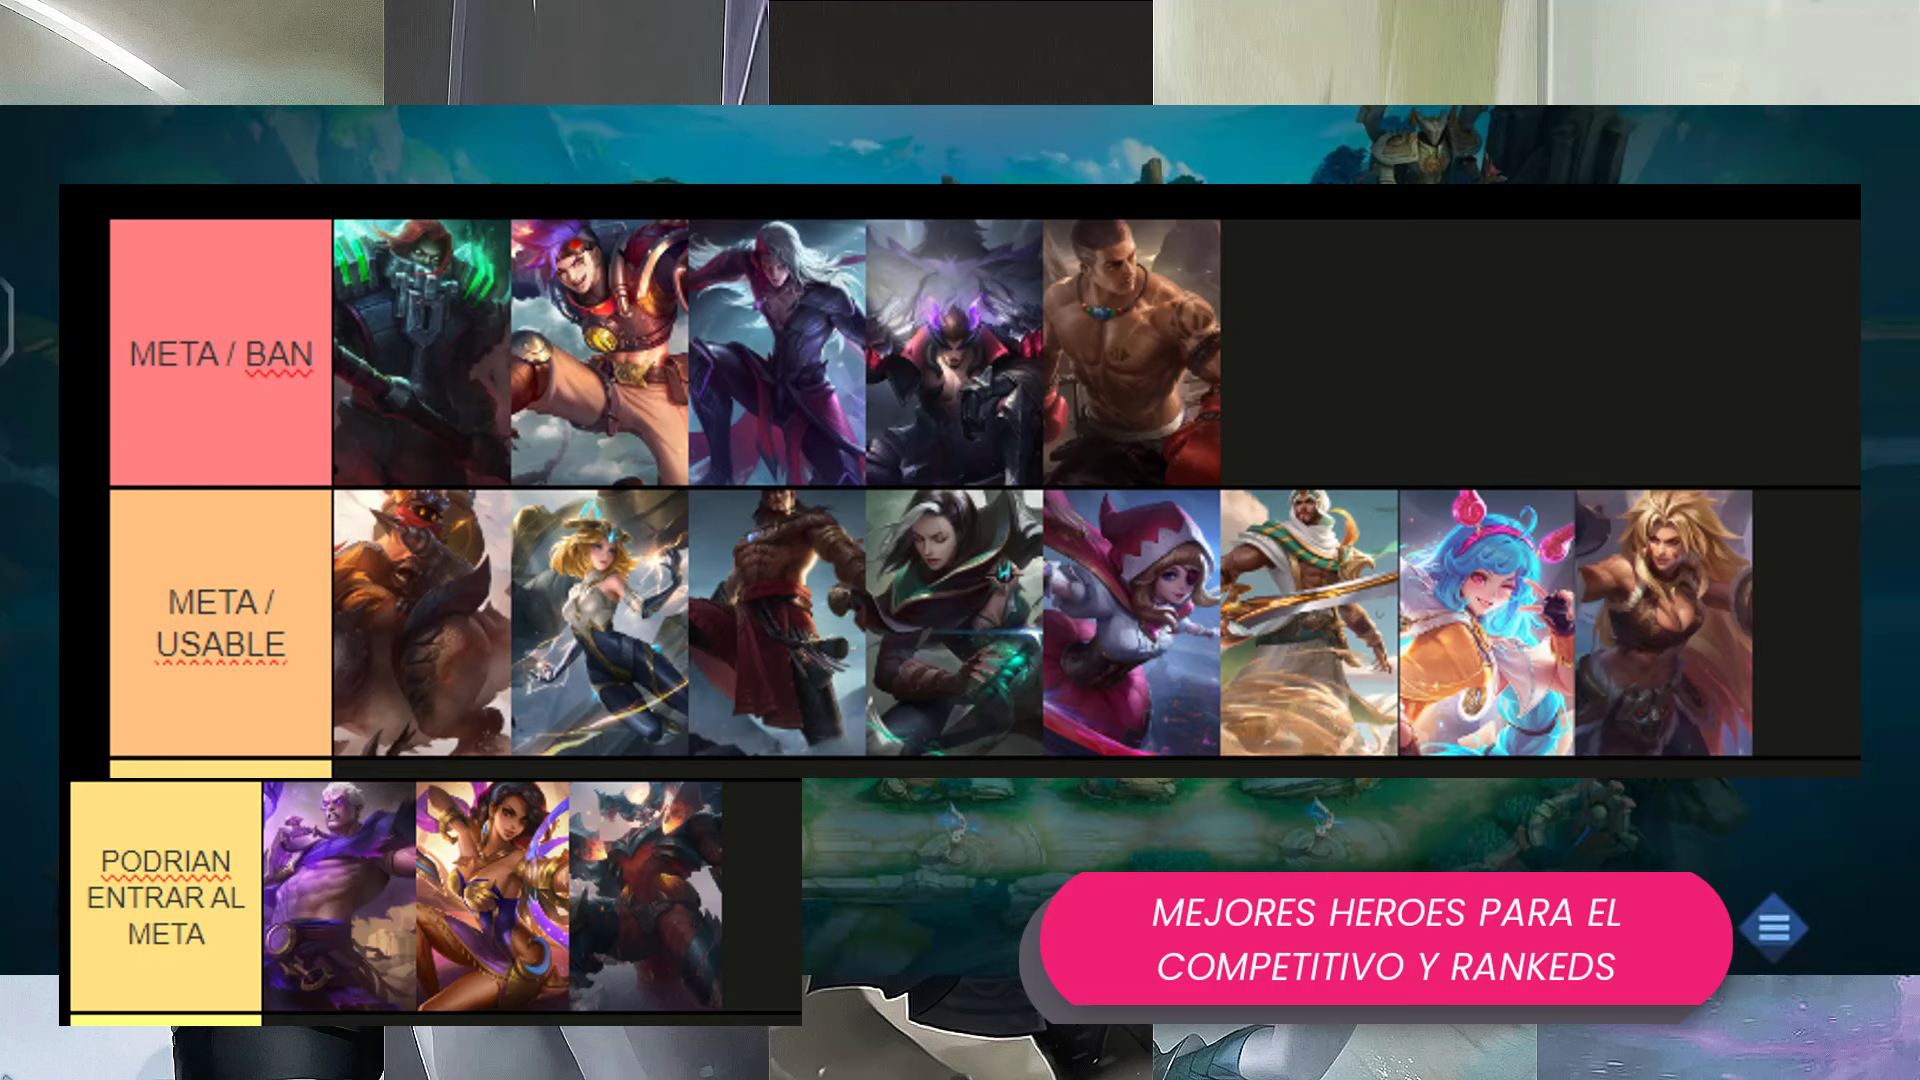 META / BAN
META /
USABLE
PODRIAN
ENTRAR AL
META
MEJORES HEROES PARA EL
COMPETITIVO Y RANKEDS